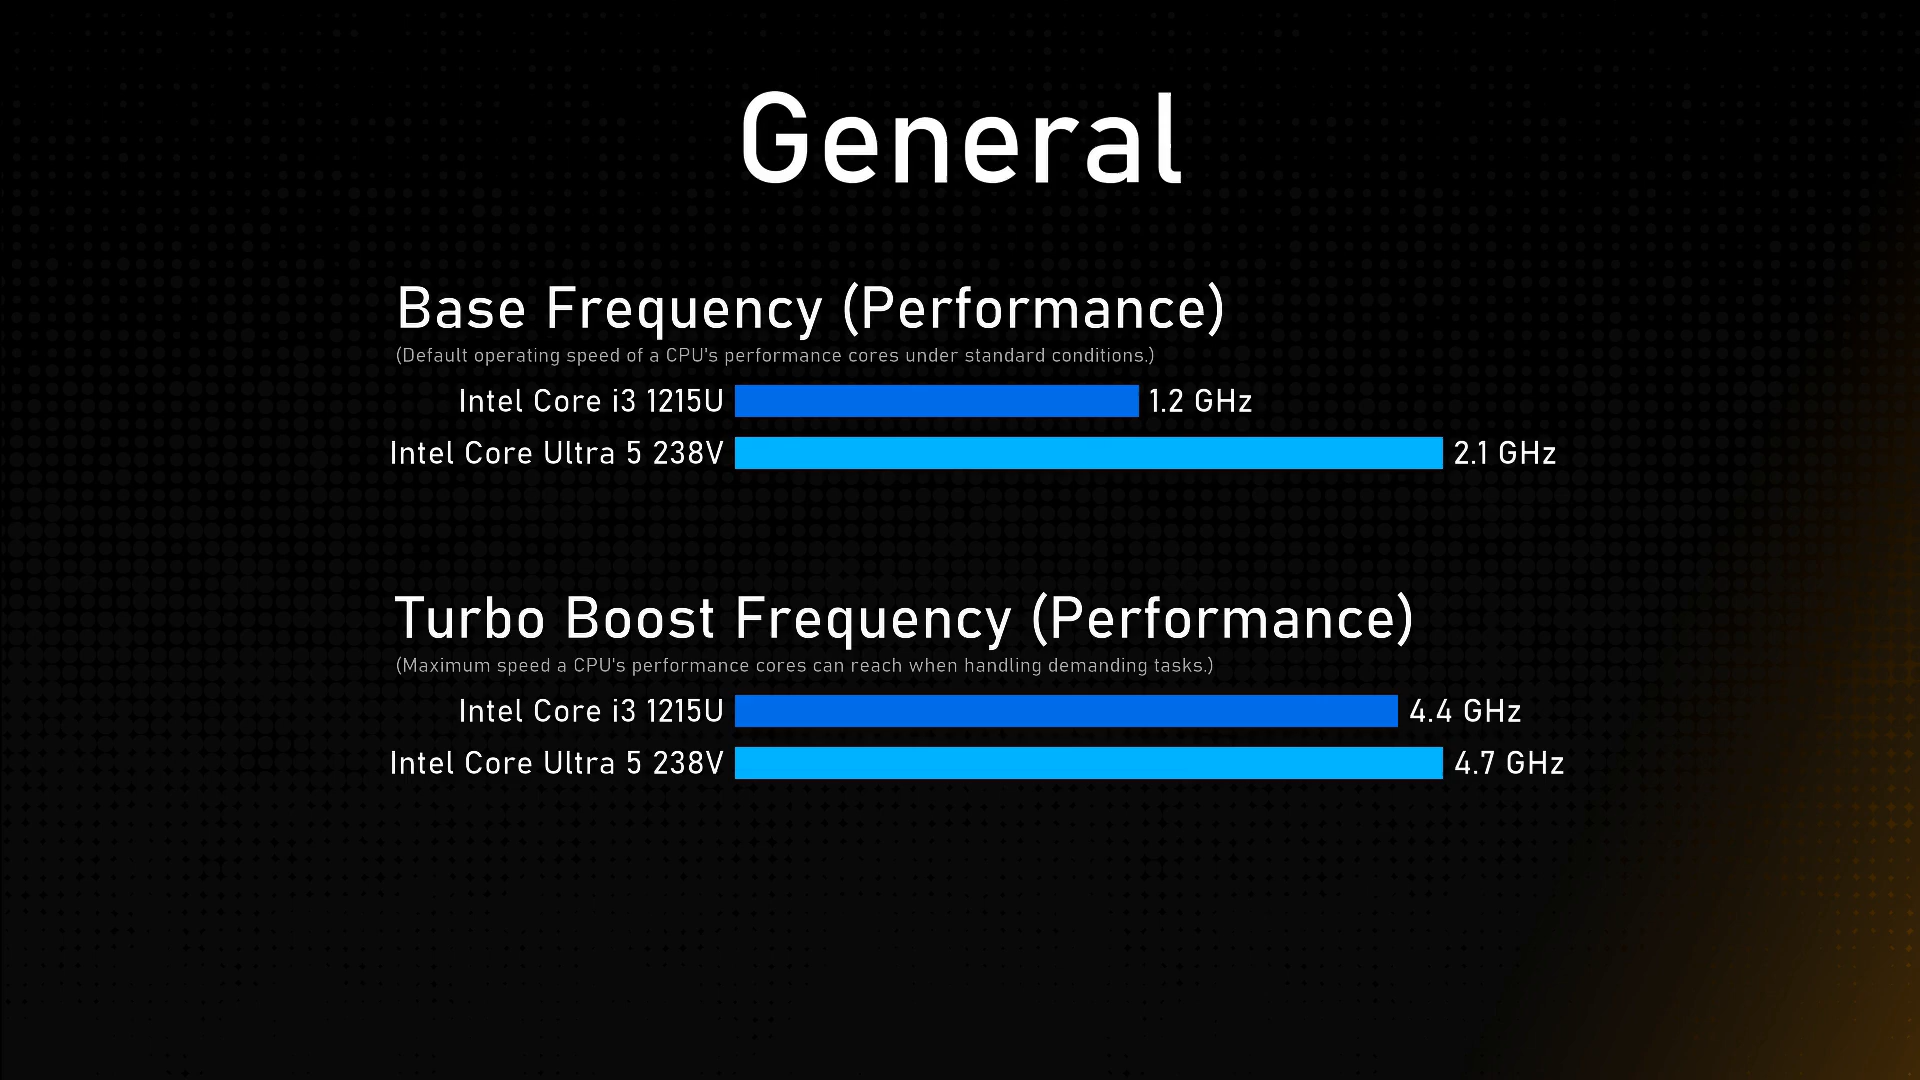 General
Base Frequency (Performance)
(Default operating speed of a CPU's performance cores under standard conditions.)
Intel Core i3 1215U 1.2 GHz
Intel Core Ultra 5 238V 2.1 GHz
Turbo Boost Frequency (Performance)
(Maximum speed a CPU's performance cores can reach when handling demanding tasks.)
Intel Core i3 1215U 4.4 GHz
Intel Core Ultra 5 238V 4.7 GHz